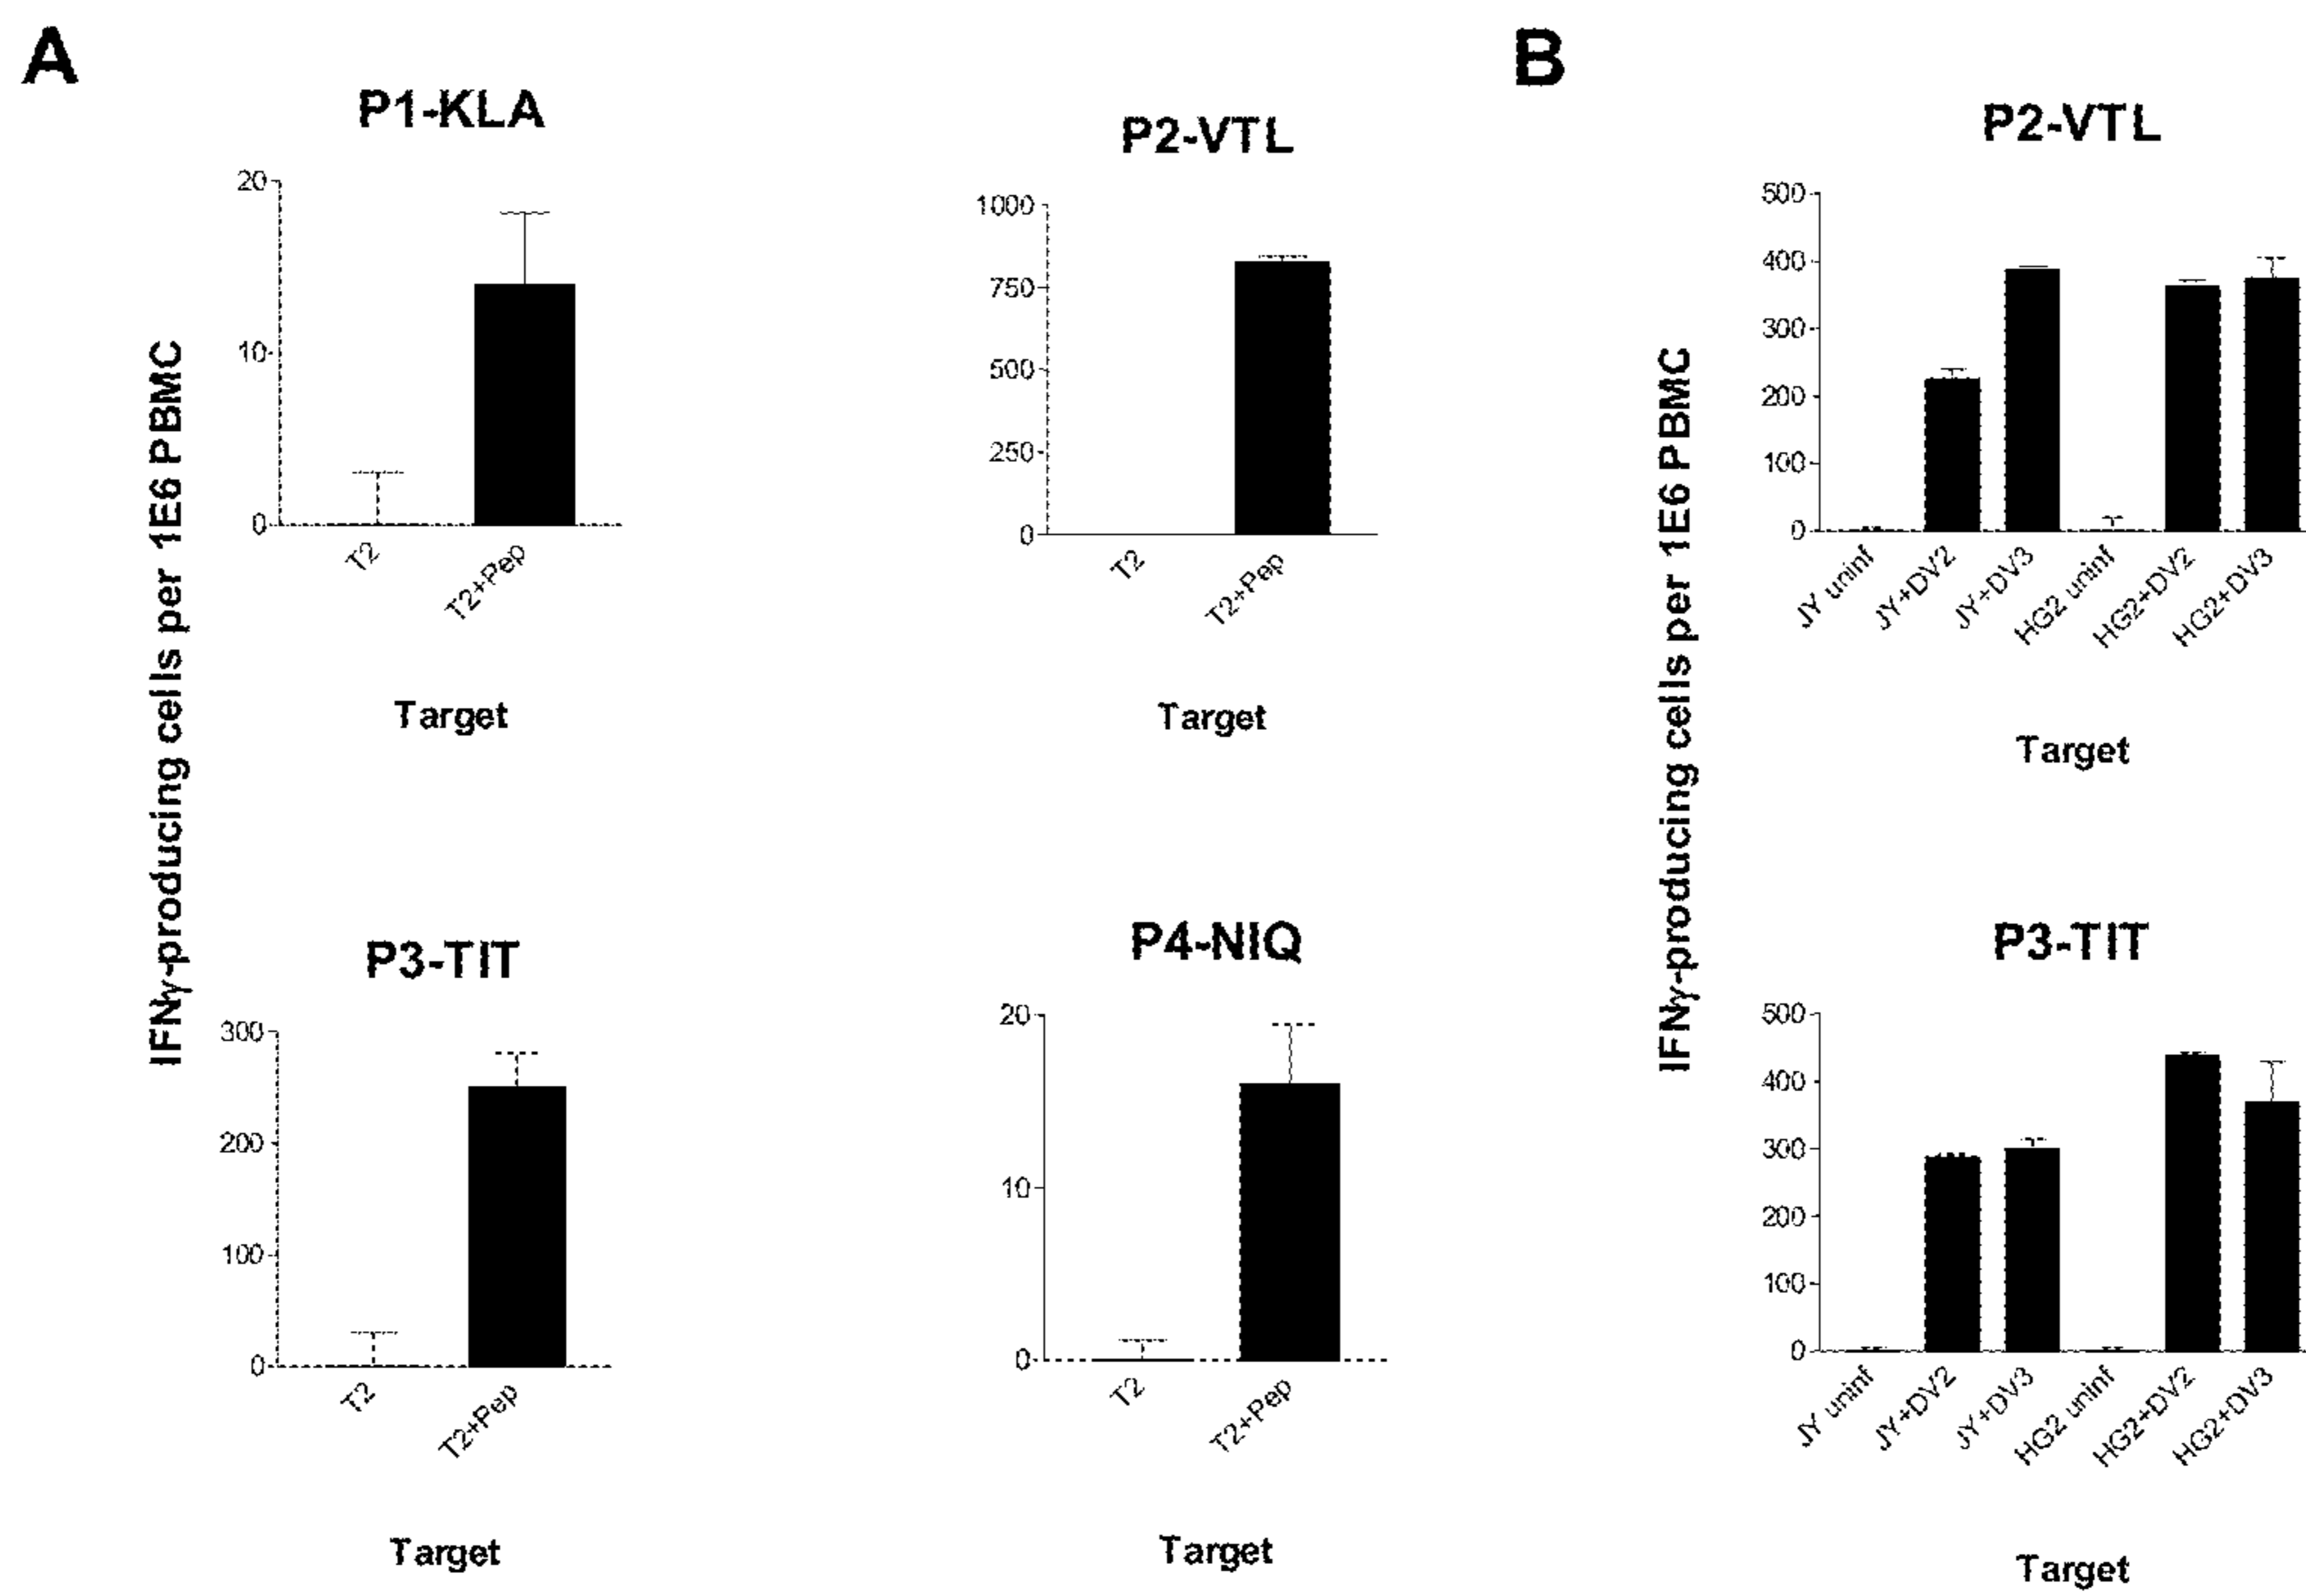 A
B
IFNγ-producing cells per 1E6 PBMC
P1-KLA
20
10
0
T2
T2+Pep
Target
P2-VTL
1000
750
500
250
0
T2
T2+Pep
Target
P3-TIT
300
200
100
0
T2
T2+Pep
Target
P4-NIQ
20
10
0
T2
T2+Pep
Target
IFNγ-producing cells per 1E6 PBMC
P2-VTL
500
400
300
200
100
0
JY uninf
JY+DV2
JY+DV3
HG2 uninf
HG2+DV2
HG2+DV3
Target
P3-TIT
500
400
300
200
100
0
JY uninf
JY+DV2
JY+DV3
HG2 uninf
HG2+DV2
HG2+DV3
Target